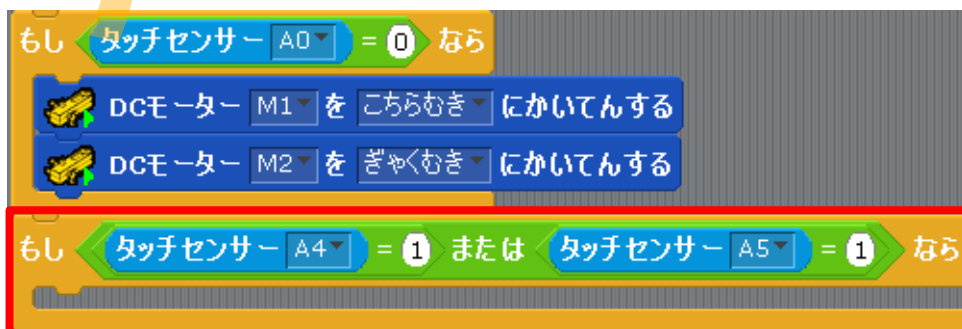 もし タッチセンサー A0 = 0 なら
DCモーター M1 を こちらむき にかいてんする
DCモーター M2 を ぎゃくむき にかいてんする
もし タッチセンサー A4 = 1 または タッチセンサー A5 = 1 なら